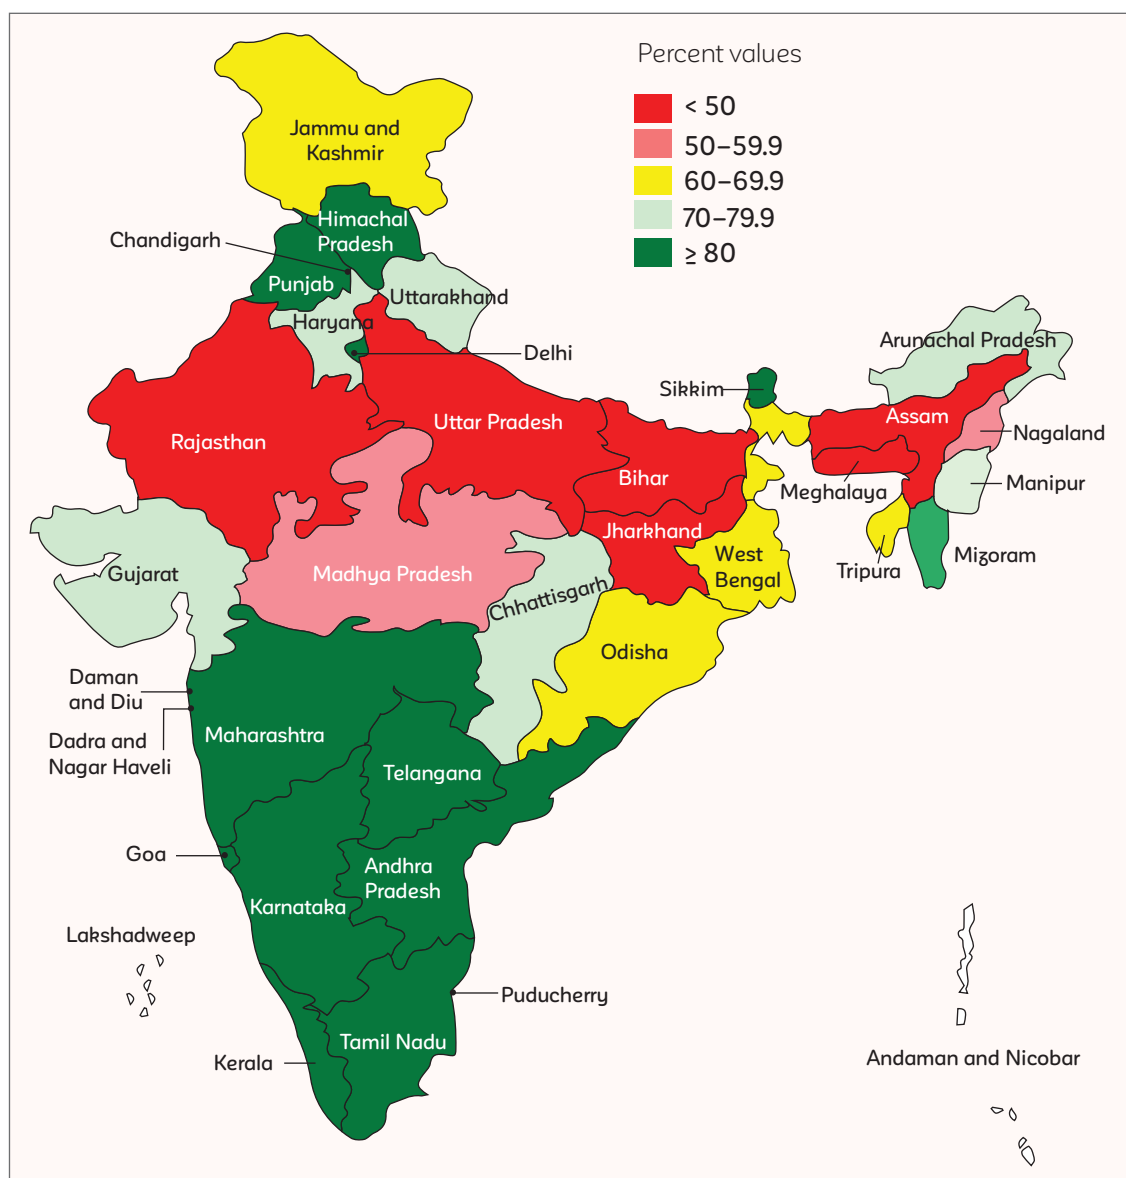 Percent values
< 50
50–59.9
60–69.9
70–79.9
≥ 80
Jammu and
Kashmir
Himachal
Pradesh
Chandigarh
Punjab
Uttarakhand
Haryana
Delhi
Arunachal Pradesh
Sikkim
Rajasthan
Uttar Pradesh
Assam
Nagaland
Bihar
Meghalaya
Manipur
Jharkhand
West
Bengal
Tripura
Mizoram
Gujarat
Madhya Pradesh
Chhattisgarh
Odisha
Daman
and Diu
Dadra and
Nagar Haveli
Maharashtra
Telangana
Goa
Andhra
Pradesh
Karnataka
Lakshadweep
Puducherry
Tamil Nadu
Kerala
Andaman and Nicobar